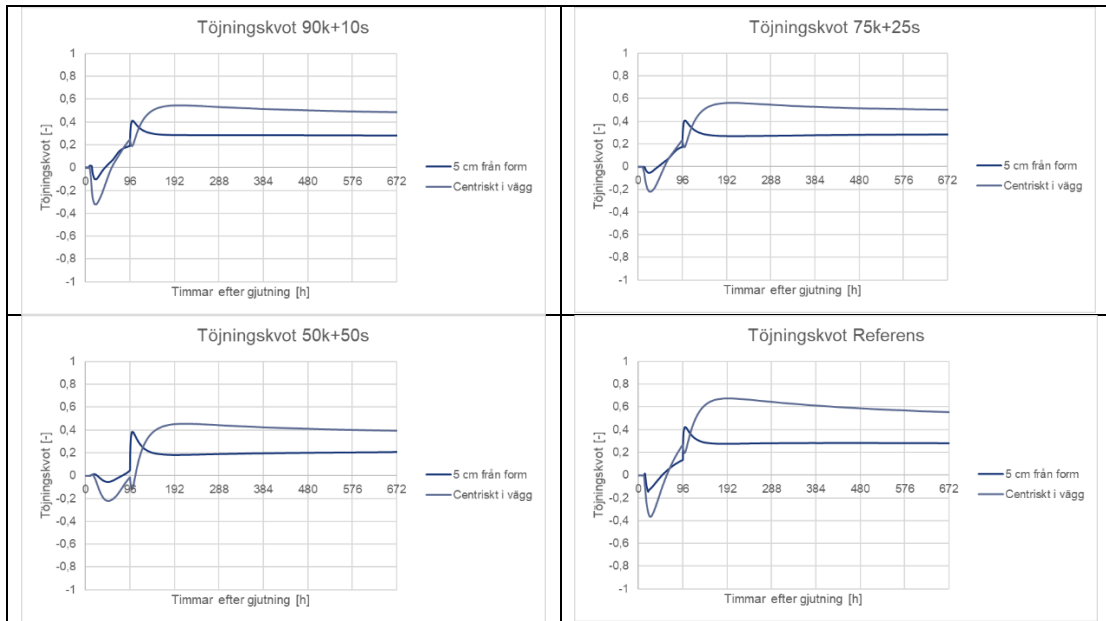 Töjningskvot 90k+10s
1
0,8
0,6
0,4
0,2
0
-0,2
-0,4
-0,6
-0,8
-1
0 96 192 288 384 480 576 672
Töjningskvot [-]
Timmar efter gjutning [h]
5 cm från form
Centriskt i vägg
Töjningskvot 75k+25s
1
0,8
0,6
0,4
0,2
0
-0,2
-0,4
-0,6
-0,8
-1
0 96 192 288 384 480 576 672
Töjningskvot [-]
Timmar efter gjutning [h]
5 cm från form
Centriskt i vägg
Töjningskvot 50k+50s
1
0,8
0,6
0,4
0,2
0
-0,2
-0,4
-0,6
-0,8
-1
0 96 192 288 384 480 576 672
Töjningskvot [-]
Timmar efter gjutning [h]
5 cm från form
Centriskt i vägg
Töjningskvot Referens
1
0,8
0,6
0,4
0,2
0
-0,2
-0,4
-0,6
-0,8
-1
0 96 192 288 384 480 576 672
Töjningskvot [-]
Timmar efter gjutning [h]
5 cm från form
Centriskt i vägg